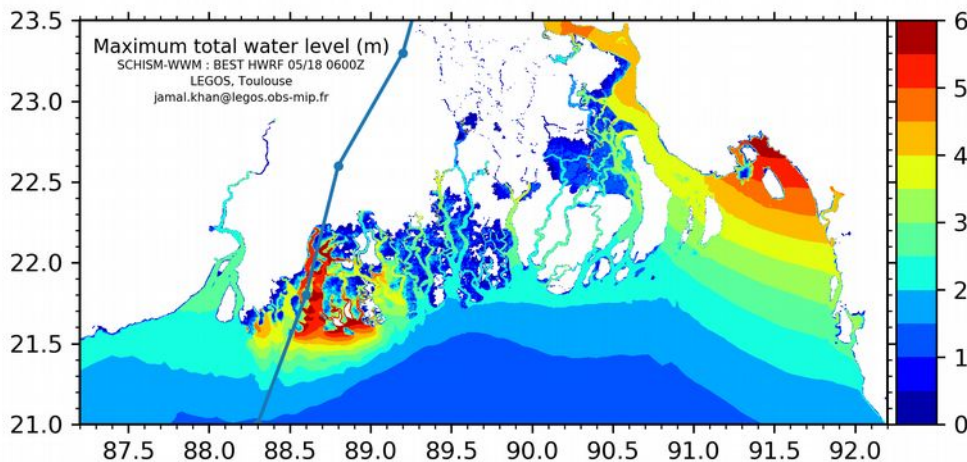 23.5
Maximum total water level (m)
SCHISM-WWM : BEST HWRF 05/18 0600Z
LEGOS, Toulouse
jamal.khan@legos.obs-mip.fr
23.0
22.5
22.0
21.5
21.0
87.5 88.0 88.5 89.0 89.5 90.0 90.5 91.0 91.5 92.0
6
5
4
3
2
1
0